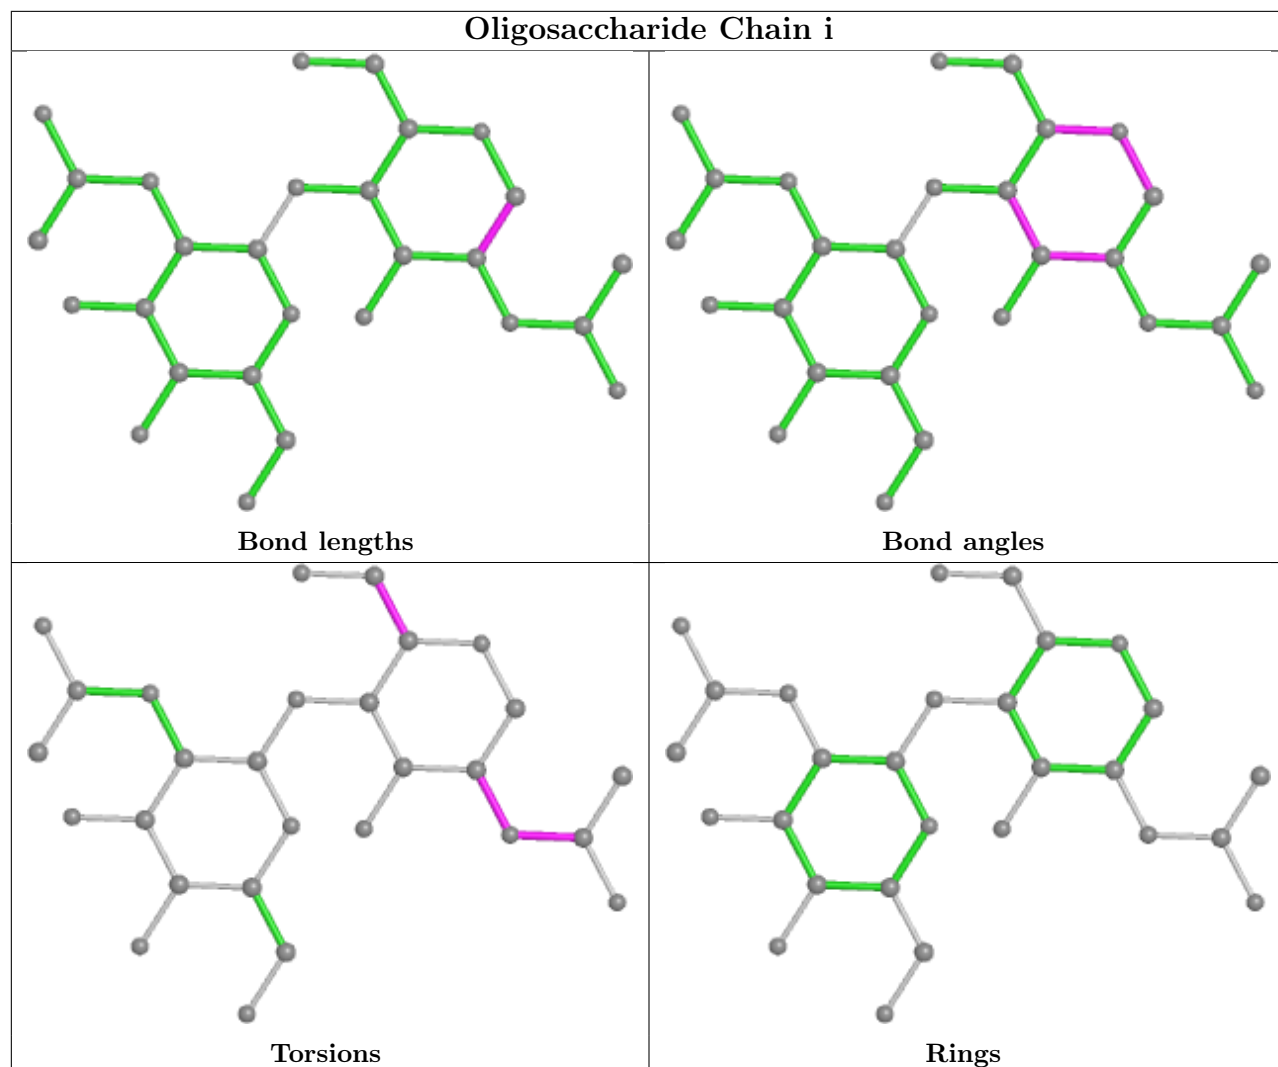 Oligosaccharide Chain i
Bond lengths
Bond angles
Torsions
Rings